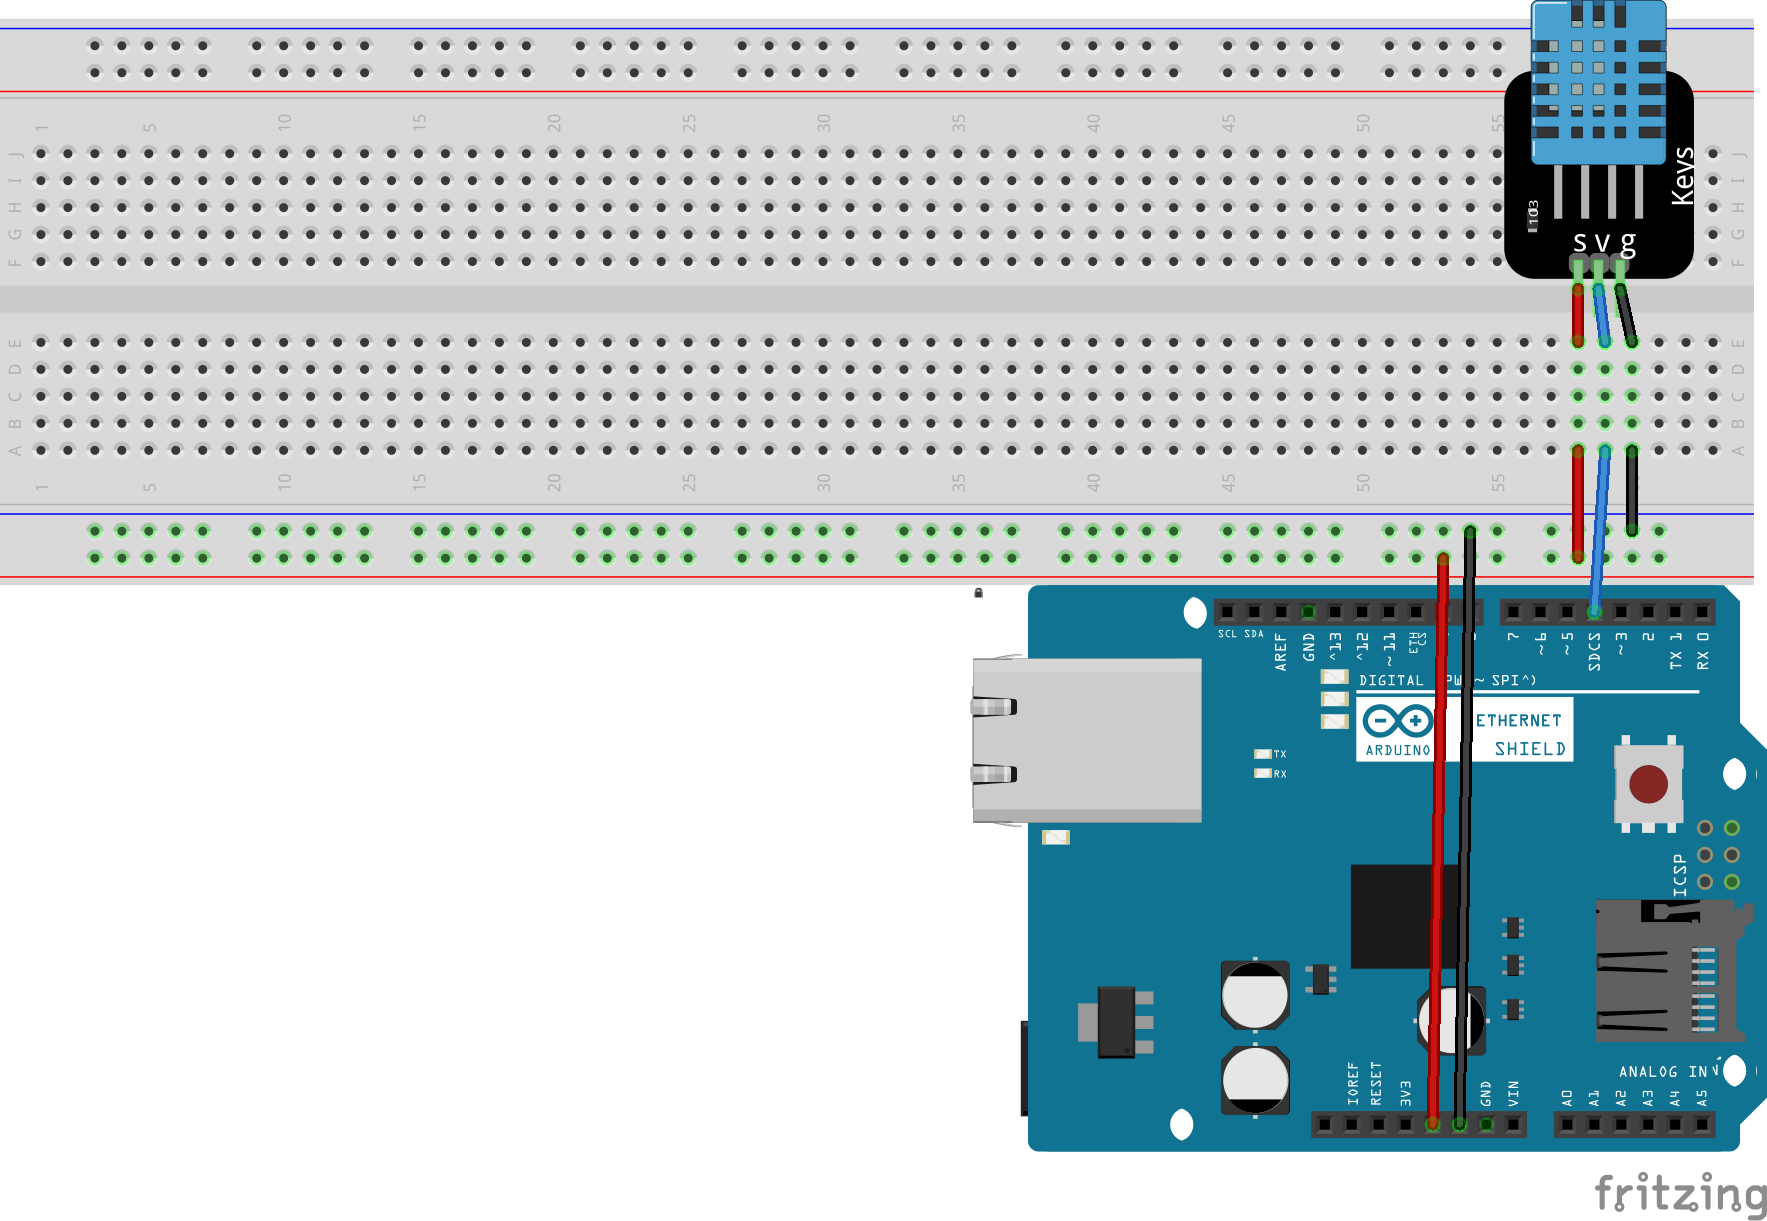 1 5 10 15 20 25 30 35 40 45 50 55
J J
I I
H H
G G
F F
Keys
103
S V g
E E
D D
C C
B B
A A
1 5 10 15 20 25 30 35 40 45 50 55
SCL SDA AREF GND ^13 ^12 ~11 ETH CS 7 ~6 ~5 SDCS ~3 2 TX 1 RX 0
DIGITAL (PWM~ SPI^)
ARDUINO
ETHERNET
SHIELD
TX
RX
ICSP
ANALOG IN
IOREF RESET 3V3 GND VIN A0 A1 A2 A3 A4 A5
fritzing